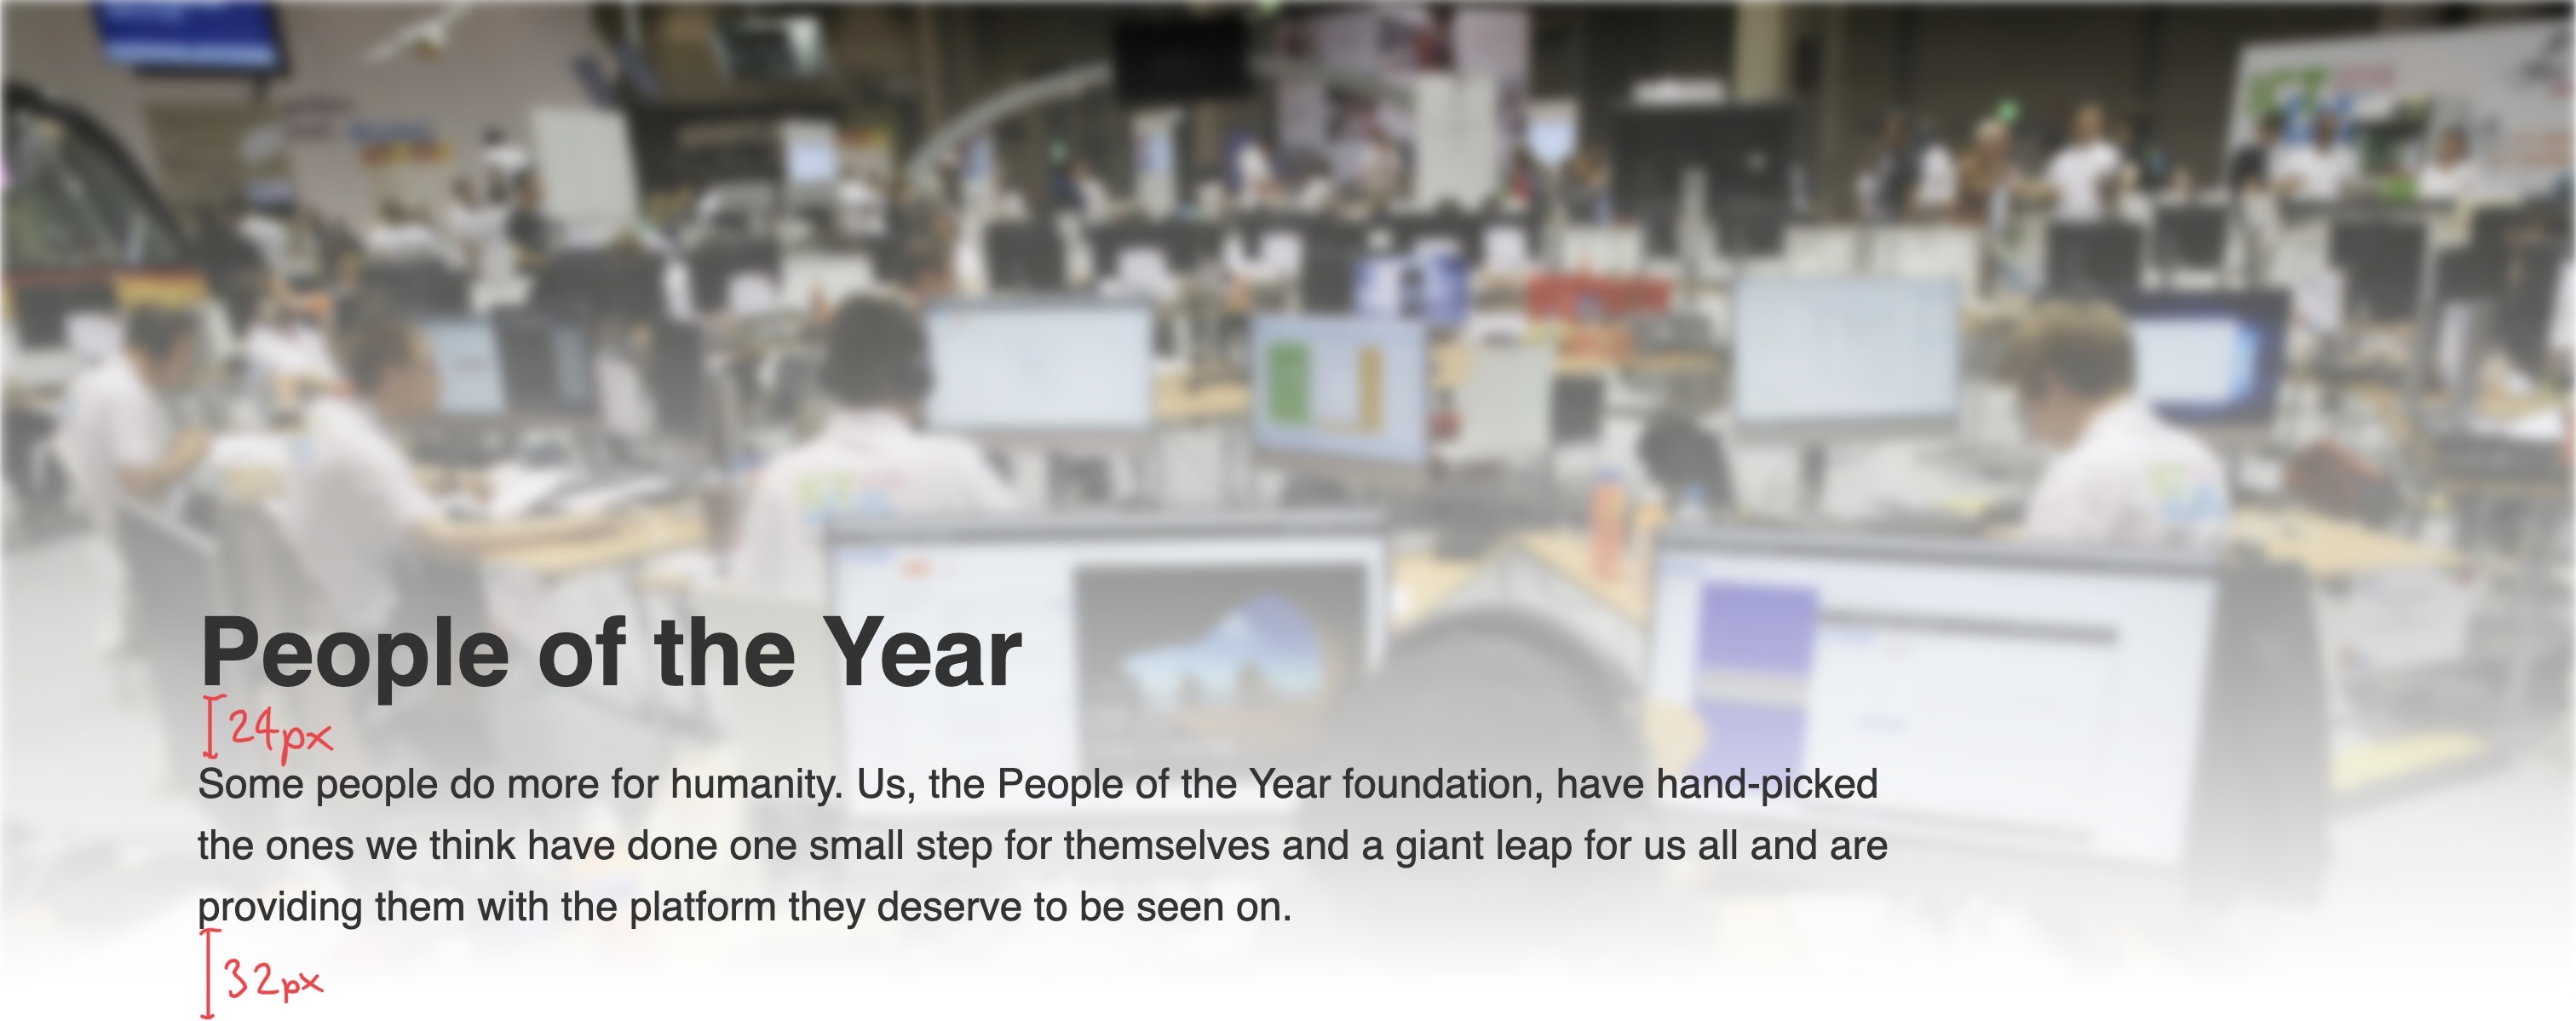 People of the Year
24px
Some people do more for humanity. Us, the People of the Year foundation, have hand-picked
the ones we think have done one small step for themselves and a giant leap for us all and are
providing them with the platform they deserve to be seen on.
32px